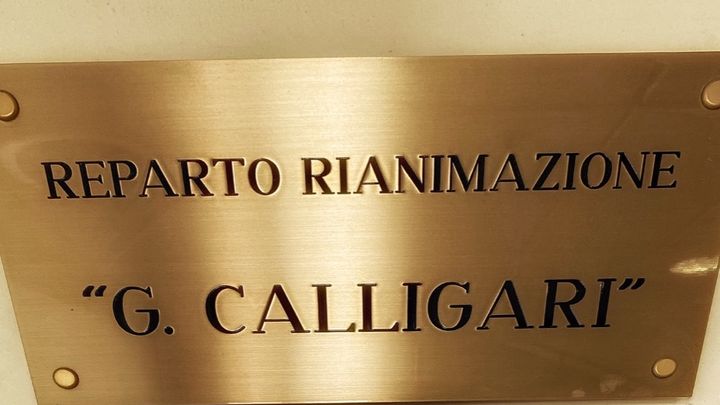 REPARTO RIANIMAZIONE
“G. CALLIGARI”